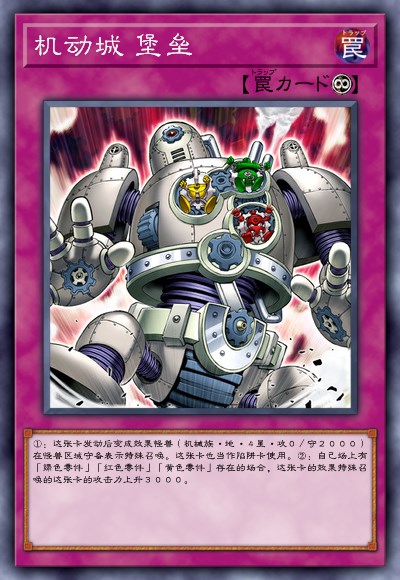 机动城 堡垒
トラップ
罠
トラップ
【罠カード】
①：这张卡发动后变成效果怪兽（机械族·地·4星·攻0／守2000）
在怪兽区域守备表示特殊召唤。这张卡也当作陷阱卡使用。②：自己场上有
「绿色零件」「红色零件」「黄色零件」存在的场合，这张卡的效果特殊召
唤的这张卡的攻击力上升3000。